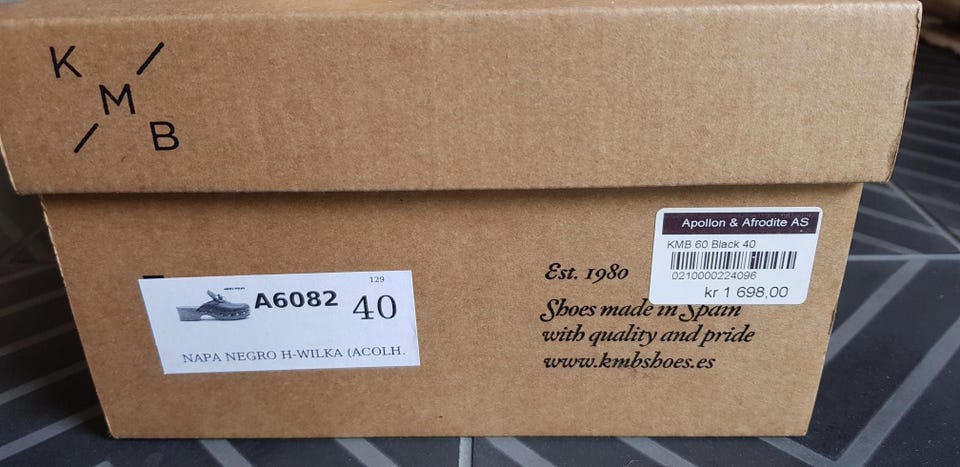 K
M
B
129
A6082 40
NAPA NEGRO H-WILKA (ACOLH.
Est. 1980
Shoes made in Spain
with quality and pride
www.kmbshoes.es
Apollon & Afrodite AS
KMB 60 Black 40
0210000224096
kr 1 698,00